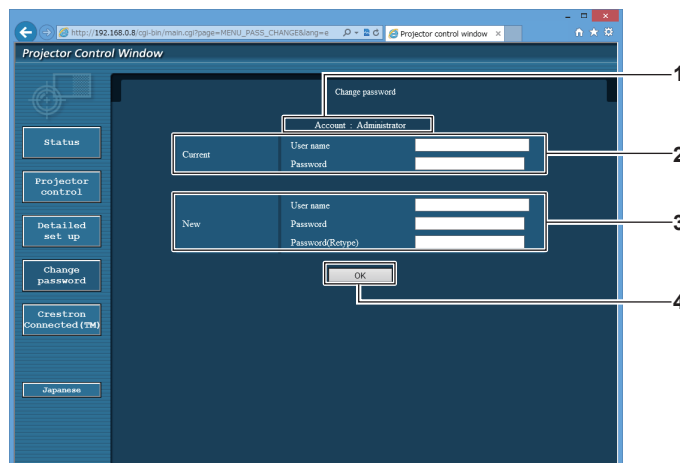 http://192.168.0.8/cgi-bin/main.cgi?page=MENU_PASS_CHANGE&lang=e
Projector control window
Projector Control Window
Change password
1
Account : Administrator
Status
Current
User name
Password
2
Projector
control
New
User name
Password
Password(Retype)
3
Detailed
set up
Change
password
OK
4
Crestron
Connected(TM)
Japanese